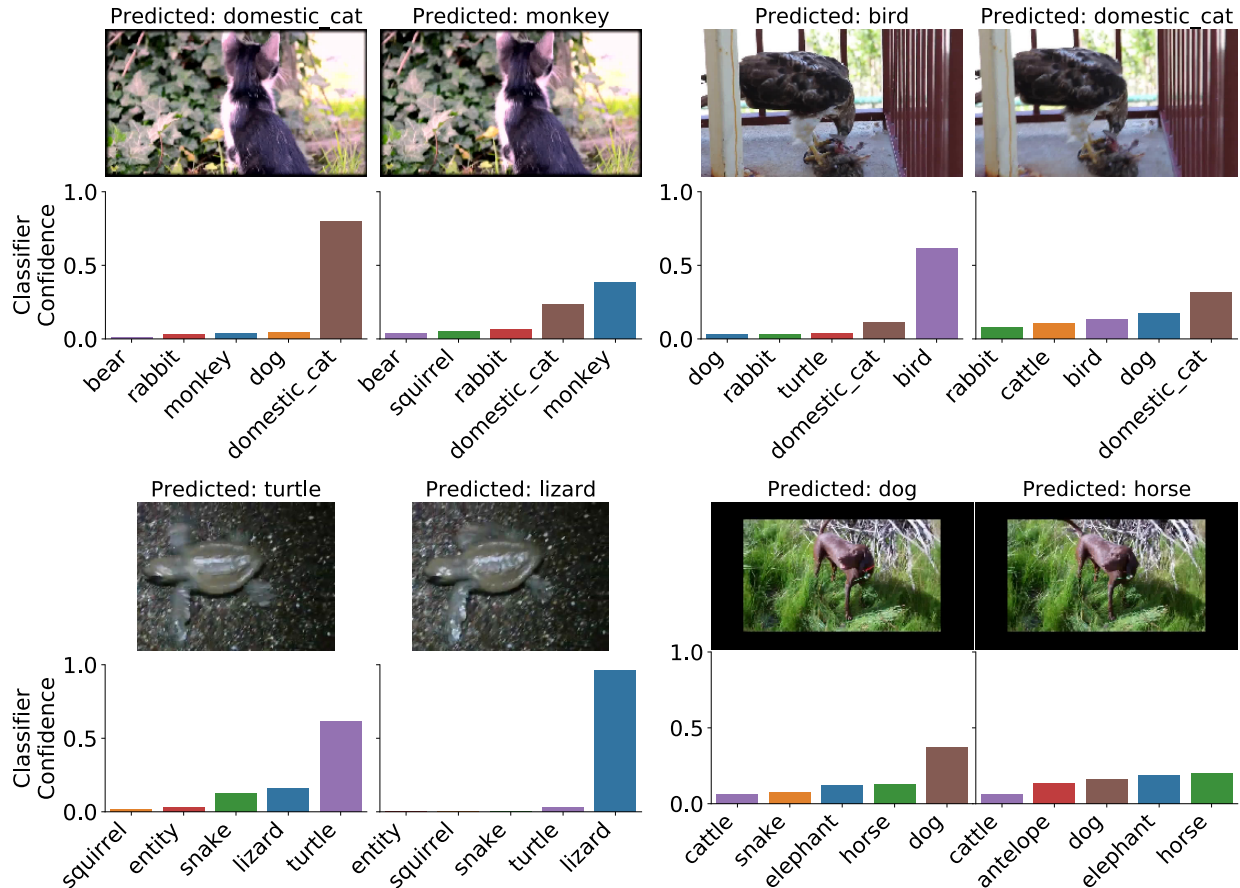 Predicted: domestic_cat
Predicted: monkey
Predicted: bird
Predicted: domestic_cat
Classifier
Confidence
1.0
0.5
0.0
bear
rabbit
monkey
dog
domestic_cat
bear
squirrel
rabbit
domestic_cat
monkey
1.0
0.5
0.0
dog
rabbit
turtle
domestic_cat
bird
rabbit
cattle
bird
dog
domestic_cat
Predicted: turtle
Predicted: lizard
Predicted: dog
Predicted: horse
Classifier
Confidence
1.0
0.5
0.0
squirrel
entity
snake
lizard
turtle
entity
squirrel
snake
turtle
lizard
1.0
0.5
0.0
cattle
snake
elephant
horse
dog
cattle
antelope
dog
elephant
horse